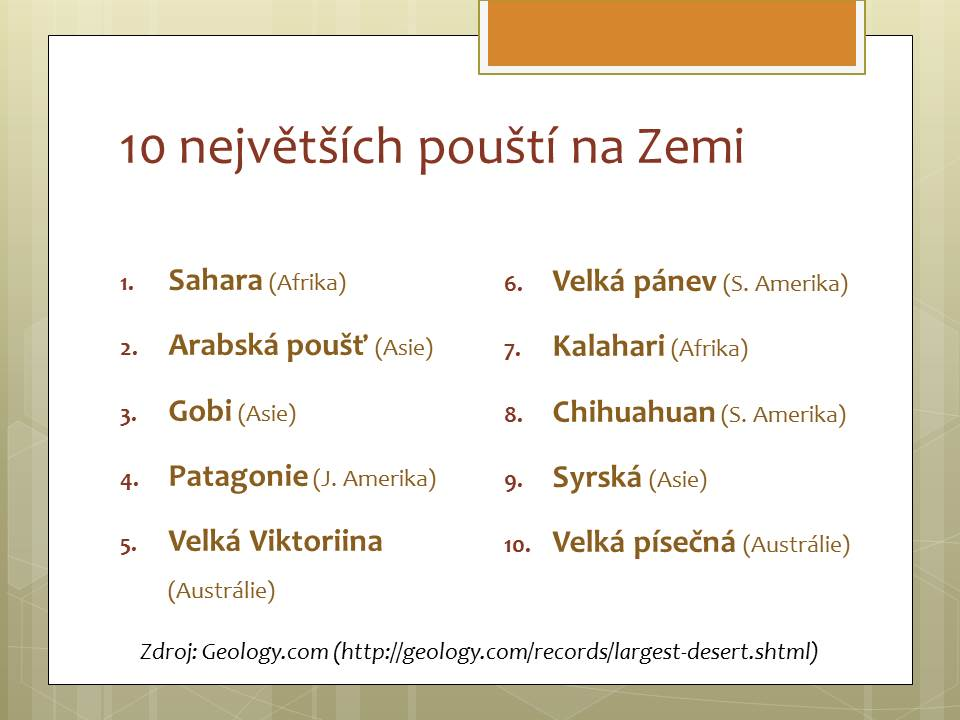 10 největších pouští na Zemi
1. Sahara (Afrika)
2. Arabská poušť (Asie)
3. Gobi (Asie)
4. Patagonie (J. Amerika)
5. Velká Viktoriina
(Austrálie)
6. Velká pánev (S. Amerika)
7. Kalahari (Afrika)
8. Chihuahuan (S. Amerika)
9. Syrská (Asie)
10. Velká písečná (Austrálie)
Zdroj: Geology.com (http://geology.com/records/largest-desert.shtml)